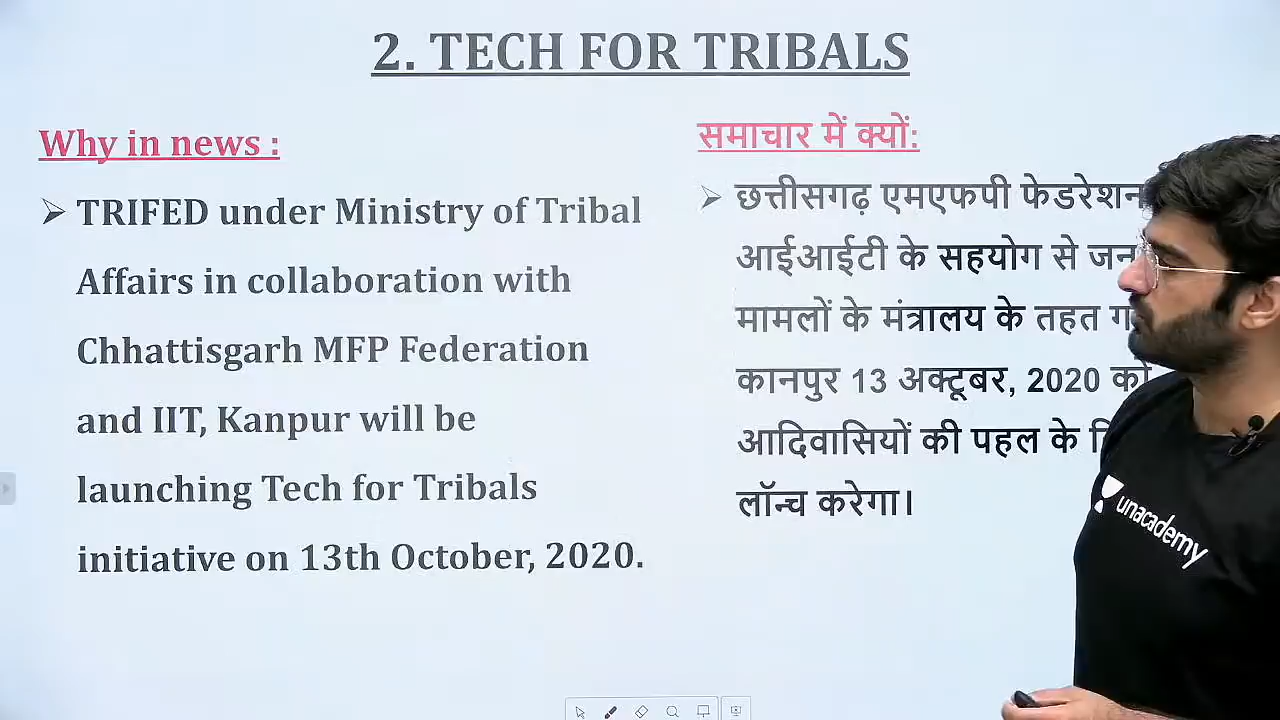 2. TECH FOR TRIBALS
Why in news :
TRIFED under Ministry of Tribal
Affairs in collaboration with
Chhattisgarh MFP Federation
and IIT, Kanpur will be
launching Tech for Tribals
initiative on 13th October, 2020.
समाचार में क्यों:
छत्तीसगढ़ एमएफपी फेडरेशन
आईआईटी के सहयोग से
मामलों के मंत्रालय के तहत
कानपुर 13 अक्टूबर, 2020 को
आदिवासियों की पहल के
लॉन्च करेगा।
unacademy